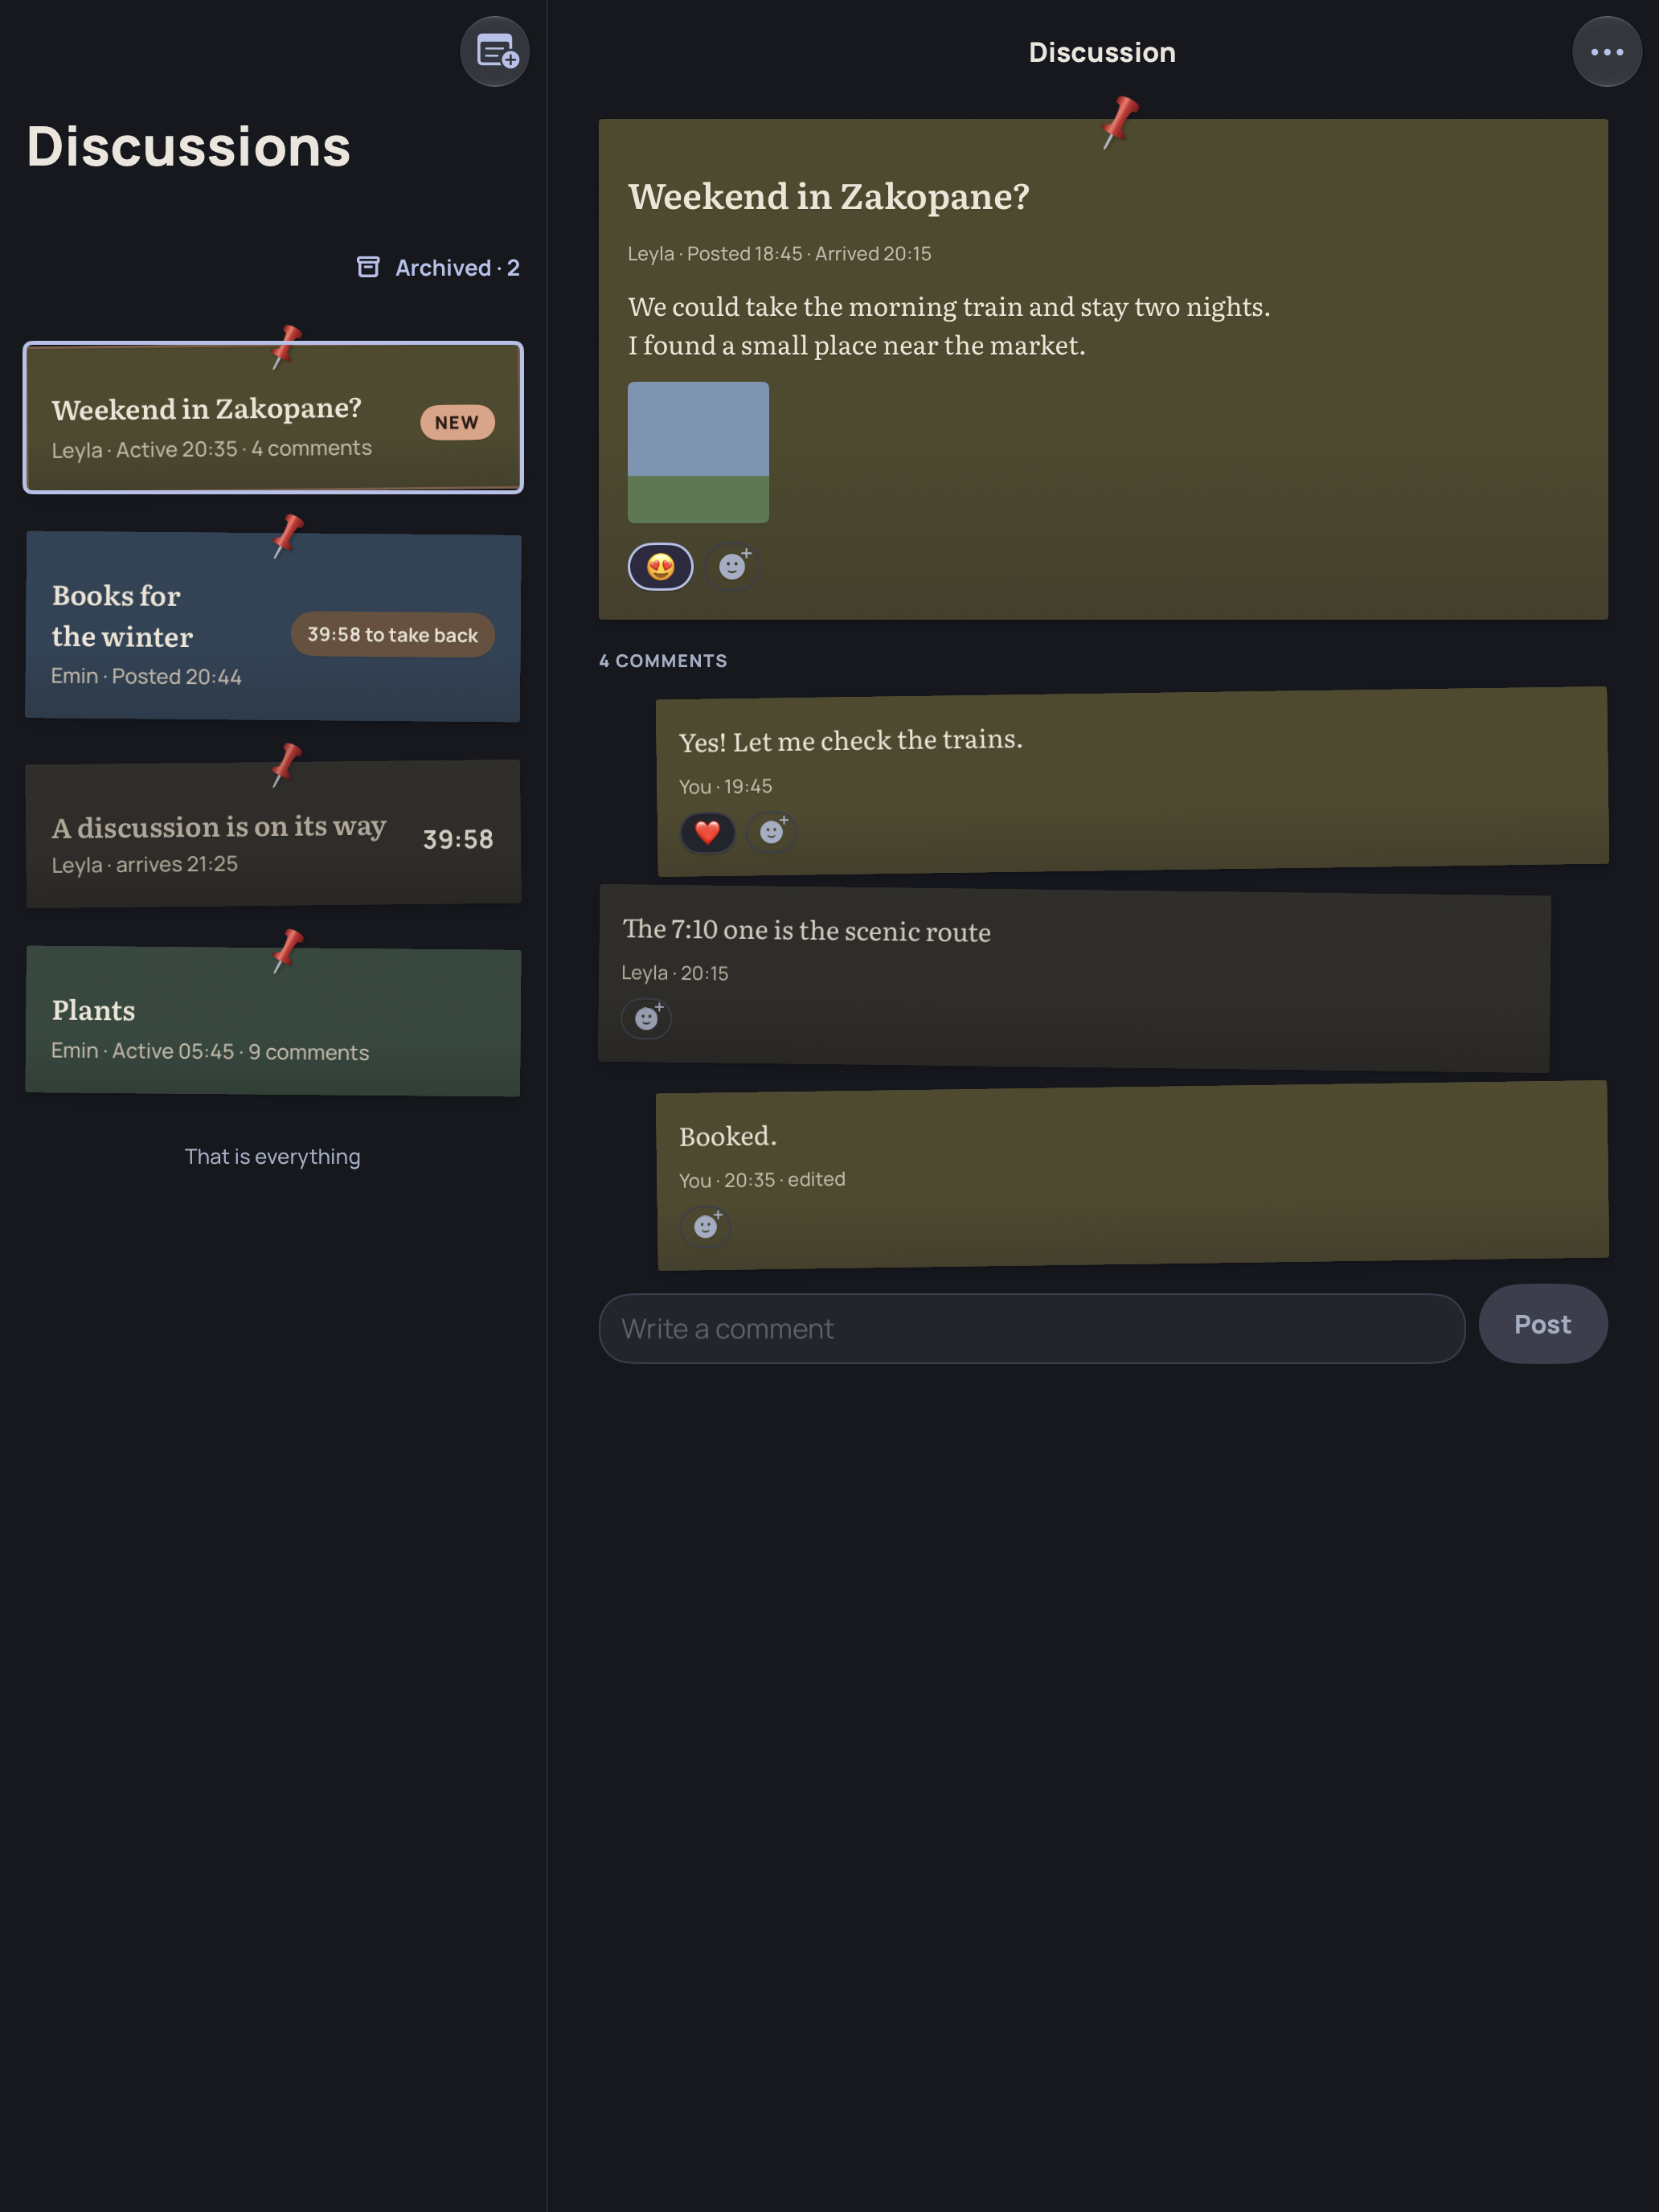 Discussions
Archived · 2
Weekend in Zakopane?
Leyla · Active 20:35 · 4 comments
NEW
Books for
the winter
Emin · Posted 20:44
39:58 to take back
A discussion is on its way
Leyla · arrives 21:25
39:58
Plants
Emin · Active 05:45 · 9 comments
That is everything
Discussion
Weekend in Zakopane?
Leyla · Posted 18:45 · Arrived 20:15
We could take the morning train and stay two nights.
I found a small place near the market.
4 COMMENTS
Yes! Let me check the trains.
You · 19:45
The 7:10 one is the scenic route
Leyla · 20:15
Booked.
You · 20:35 · edited
Write a comment
Post